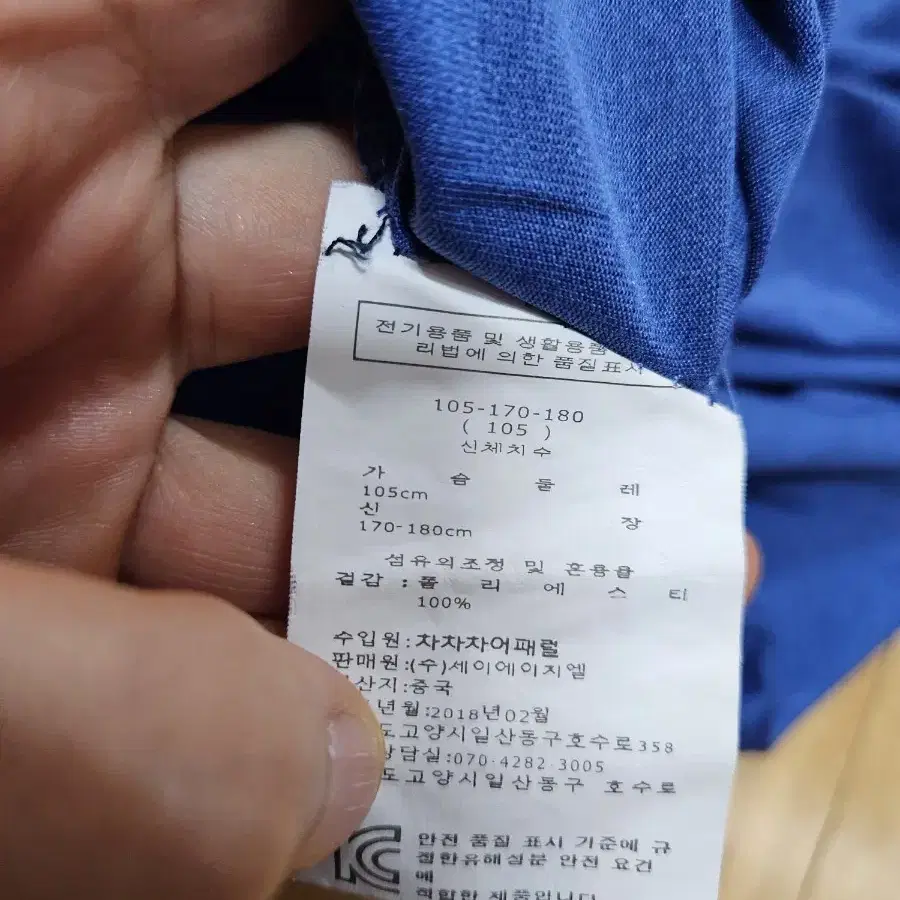 전기용품 및 생활용품
리법에 의한 품질표시
105-170-180
( 105 )
신체치수
가 슴 둘 레
105cm
신 장
170-180cm
섬유의조정 및 혼용율
겉감 : 폴 리 에 스 터
100%
수입원:차차차어패럴
판매원:(수)세이에이지엘
산지:중국
년월:2018년02월
도고양시일산동구호수로358
상담실:070-4282-3005
도고양시일산동구 호수로
KC
안전 품질 표시 기준에 규
절한유해성분 안전 요건
에
적합한 제품입니다